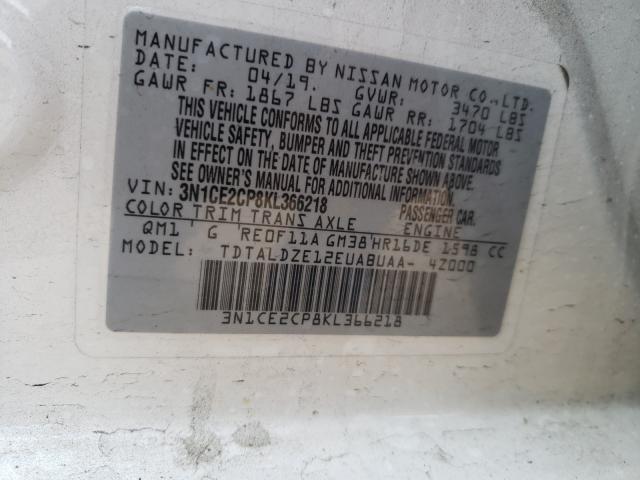 MANUFACTURED BY NISSAN MOTOR CO., LTD.
DATE: 04/19. GVWR: 3470 LBS
GAWR FR: 1867 LBS GAWR RR: 1704 LBS
THIS VEHICLE CONFORMS TO ALL APPLICABLE FEDERAL MOTOR
VEHICLE SAFETY, BUMPER AND THEFT PREVENTION STANDARDS
IN EFFECT ON THE DATE OF MANUFACTURE SHOWN ABOVE.
SEE OWNER'S MANUAL FOR ADDITIONAL INFORMATION.
VIN: 3N1CE2CP8KL366218 PASSENGER CAR
COLOR TRIM TRANS AXLE ENGINE
QM1 G RE0F11A GM38 HR16DE 1598 CC
MODEL: TDTALDZE12EUABUAA-4Z000
3N1CE2CP8KL366218